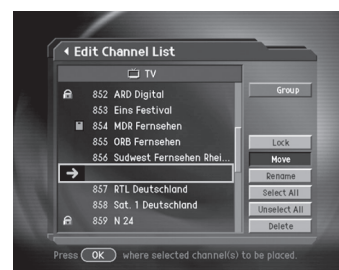 Edit Channel List
TV
Group
852 ARD Digital
853 Eins Festival
854 MDR Fernsehen
855 ORB Fernsehen
856 Sudwest Fernsehen Rhei...
857 RTL Deutschland
858 Sat. 1 Deutschland
859 N 24
Lock
Move
Rename
Select All
Unselect All
Delete
Press OK where selected channel(s) to be placed.